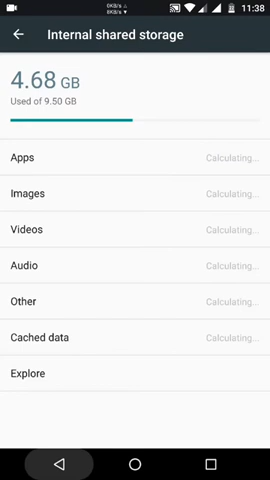 0KB/s △
8KB/s ▼
11:38
Internal shared storage
4.68 GB
Used of 9.50 GB
Apps Calculating...
Images Calculating...
Videos Calculating...
Audio Calculating...
Other Calculating...
Cached data Calculating...
Explore